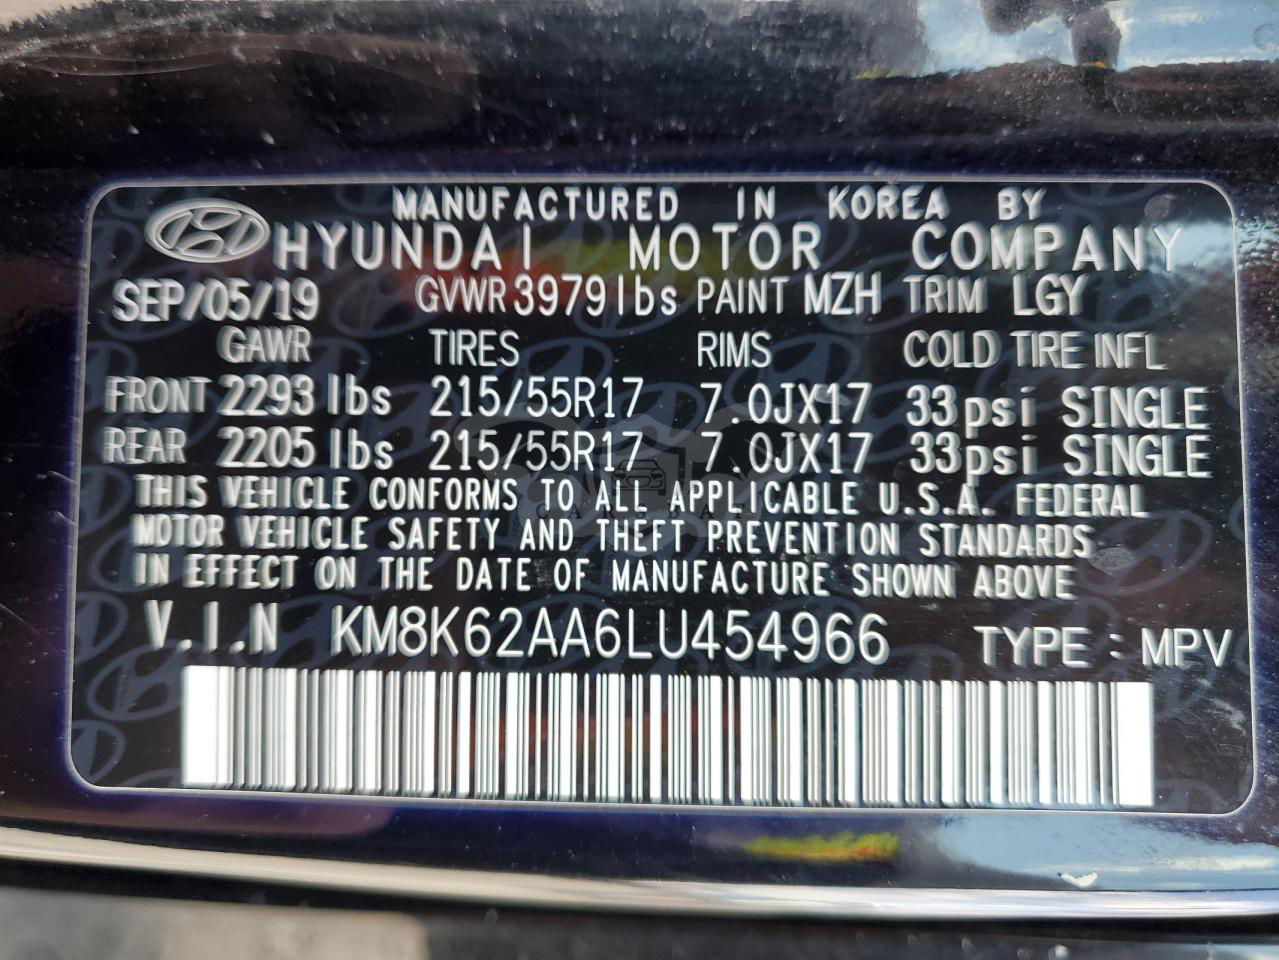 MANUFACTURED IN KOREA BY
HYUNDAI MOTOR COMPANY
SEP/05/19 GVWR 3979lbs PAINT MZH TRIM LGY
GAWR TIRES RIMS COLD TIRE INFL
FRONT 2293 lbs 215/55R17 7.0JX17 33psi SINGLE
REAR 2205 lbs 215/55R17 7.0JX17 33psi SINGLE
THIS VEHICLE CONFORMS TO ALL APPLICABLE U.S.A. FEDERAL
MOTOR VEHICLE SAFETY AND THEFT PREVENTION STANDARDS
IN EFFECT ON THE DATE OF MANUFACTURE SHOWN ABOVE
V.I.N KM8K62AA6LU454966 TYPE : MPV